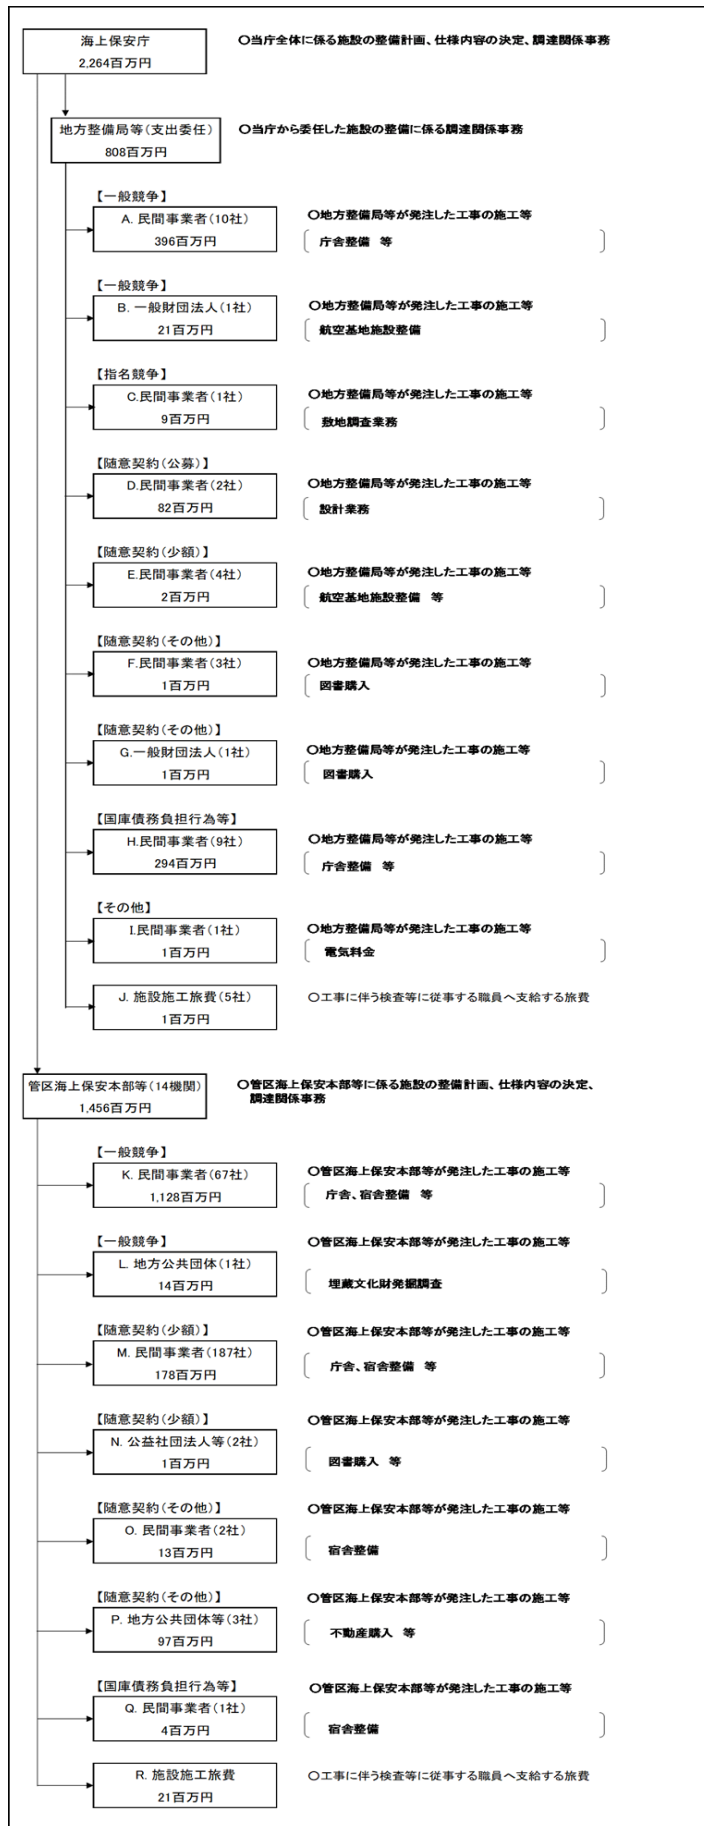 海上保安庁
2,264百万円
〇当庁全体に係る施設の整備計画、仕様内容の決定、調達関係事務
地方整備局等(支出委任)
808百万円
〇当庁から委任した施設の整備に係る調達関係事務
【一般競争】
A. 民間事業者(10社)
396百万円
〇地方整備局等が発注した工事の施工等
庁舎整備 等
【一般競争】
B. 一般財団法人(1社)
21百万円
〇地方整備局等が発注した工事の施工等
航空基地施設整備
【指名競争】
C.民間事業者(1社)
9百万円
〇地方整備局等が発注した工事の施工等
敷地調査業務
【随意契約(公募)】
D.民間事業者(2社)
82百万円
〇地方整備局等が発注した工事の施工等
設計業務
【随意契約(少額)】
E.民間事業者(4社)
2百万円
〇地方整備局等が発注した工事の施工等
航空基地施設整備 等
【随意契約(その他)】
F.民間事業者(3社)
1百万円
〇地方整備局等が発注した工事の施工等
図書購入
【随意契約(その他)】
G.一般財団法人(1社)
1百万円
〇地方整備局等が発注した工事の施工等
図書購入
【国庫債務負担行為等】
H.民間事業者(9社)
294百万円
〇地方整備局等が発注した工事の施工等
庁舎整備 等
【その他】
I.民間事業者(1社)
1百万円
〇地方整備局等が発注した工事の施工等
電気料金
J. 施設施工旅費(5社)
1百万円
〇工事に伴う検査等に従事する職員へ支給する旅費
管区海上保安本部等(14機関)
1,456百万円
〇管区海上保安本部等に係る施設の整備計画、仕様内容の決定、
調達関係事務
【一般競争】
K. 民間事業者(67社)
1,128百万円
〇管区海上保安本部等が発注した工事の施工等
庁舎、宿舎整備 等
【一般競争】
L. 地方公共団体(1社)
14百万円
〇管区海上保安本部等が発注した工事の施工等
埋蔵文化財発掘調査
【随意契約(少額)】
M. 民間事業者(187社)
178百万円
〇管区海上保安本部等が発注した工事の施工等
庁舎、宿舎整備 等
【随意契約(少額)】
N. 公益社団法人等(2社)
1百万円
〇管区海上保安本部等が発注した工事の施工等
図書購入 等
【随意契約(その他)】
O. 民間事業者(2社)
13百万円
〇管区海上保安本部等が発注した工事の施工等
宿舎整備
【随意契約(その他)】
P. 地方公共団体等(3社)
97百万円
〇管区海上保安本部等が発注した工事の施工等
不動産購入 等
【国庫債務負担行為等】
Q. 民間事業者(1社)
4百万円
〇管区海上保安本部等が発注した工事の施工等
宿舎整備
R. 施設施工旅費
21百万円
〇工事に伴う検査等に従事する職員へ支給する旅費